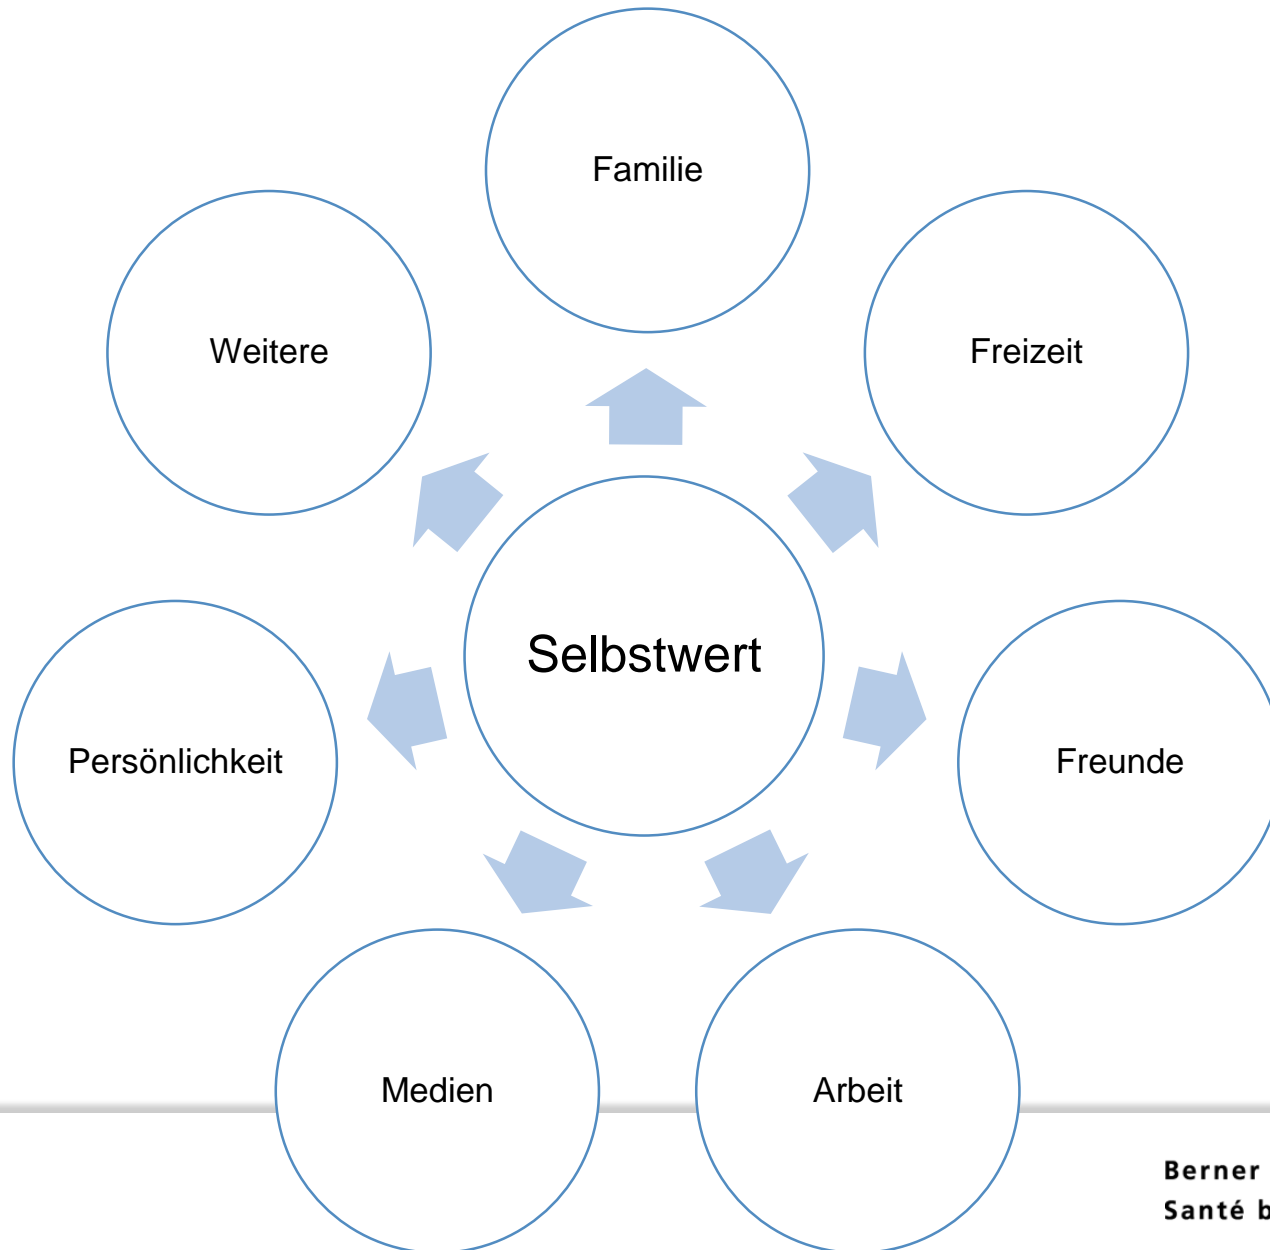 Familie
Weitere
Freizeit
Selbstwert
Persönlichkeit
Freunde
Medien
Arbeit
Berner
Santé b